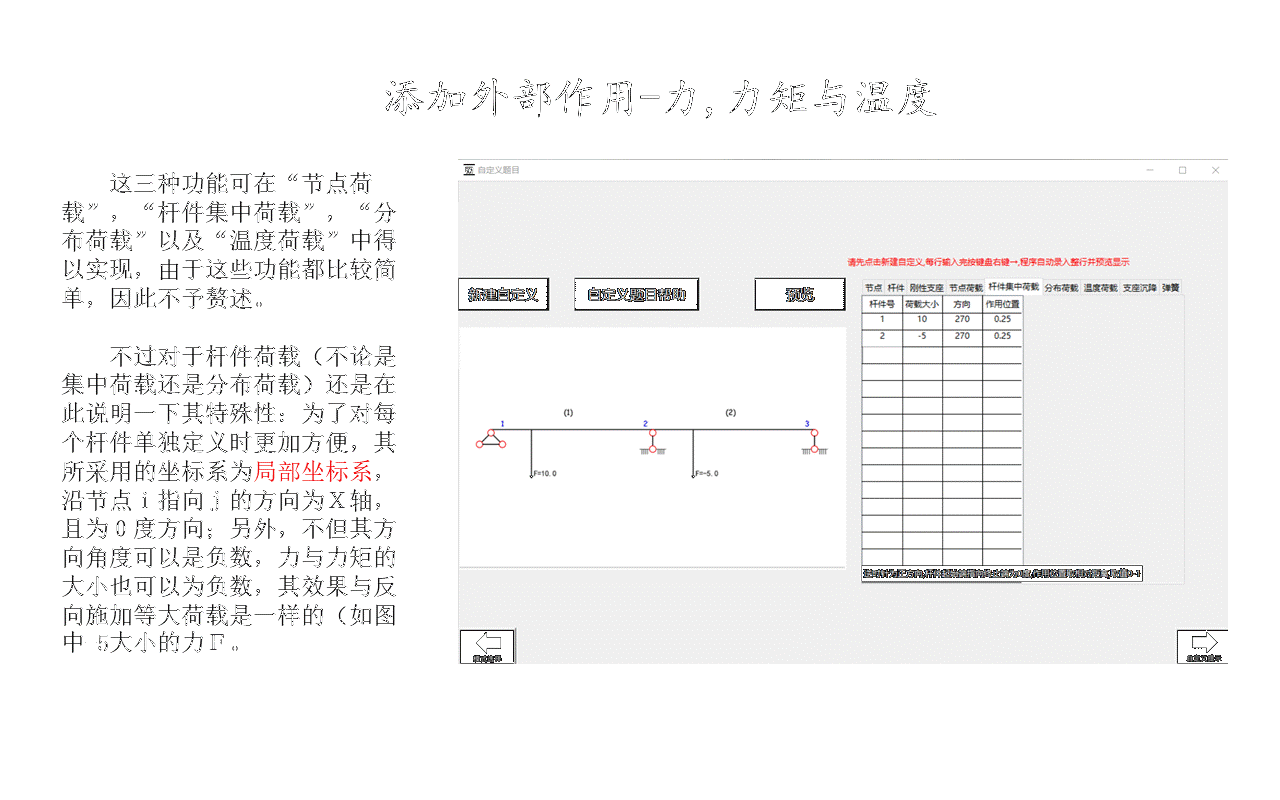 添加外部作用-力,力矩与温度
这三种功能可在“节点荷
载”，“杆件集中荷载”，“分
布荷载”以及“温度荷载”中得
以实现，由于这些功能都比较简
单，因此不予赘述。
不过对于杆件荷载（不论是
集中荷载还是分布荷载）还是在
此说明一下其特殊性：为了对每
个杆件单独定义时更加方便，其
所采用的坐标系为局部坐标系，
沿节点i指向j的方向为X轴，
且为0度方向；另外，不但其方
向角度可以是负数，力与力矩的
大小也可以为负数，其效果与反
向施加等大荷载是一样的（如图
中-5大小的力F。
自定义题目
请先点击新建自定义,每行输入完按键盘右键→,程序自动录入整行并预览显示
新建自定义 自定义题目帮助 预览
节点 杆件 刚性支座 节点荷载 杆件集中荷载 分布荷载 温度荷载 支座沉降 弹簧
杆件号 荷载大小 方向 作用位置
1 10 270 0.25
2 -5 270 0.25
(1) (2)
1 2 3
F=10.0 F=-5.0